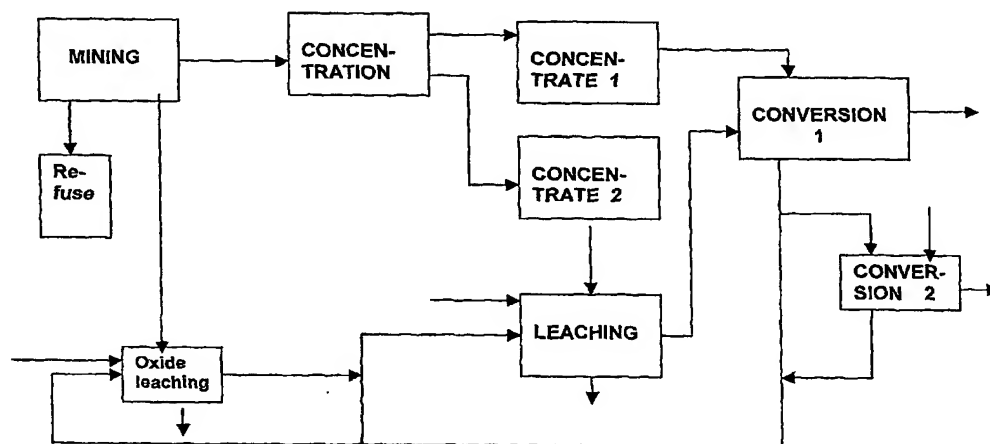 MINING
CONCEN-
TRATION
CONCEN-
TRATE 1
CONVERSION
1
Re-
fuse
CONCEN-
TRATE 2
CONVER-
SION 2
LEACHING
Oxide
leaching